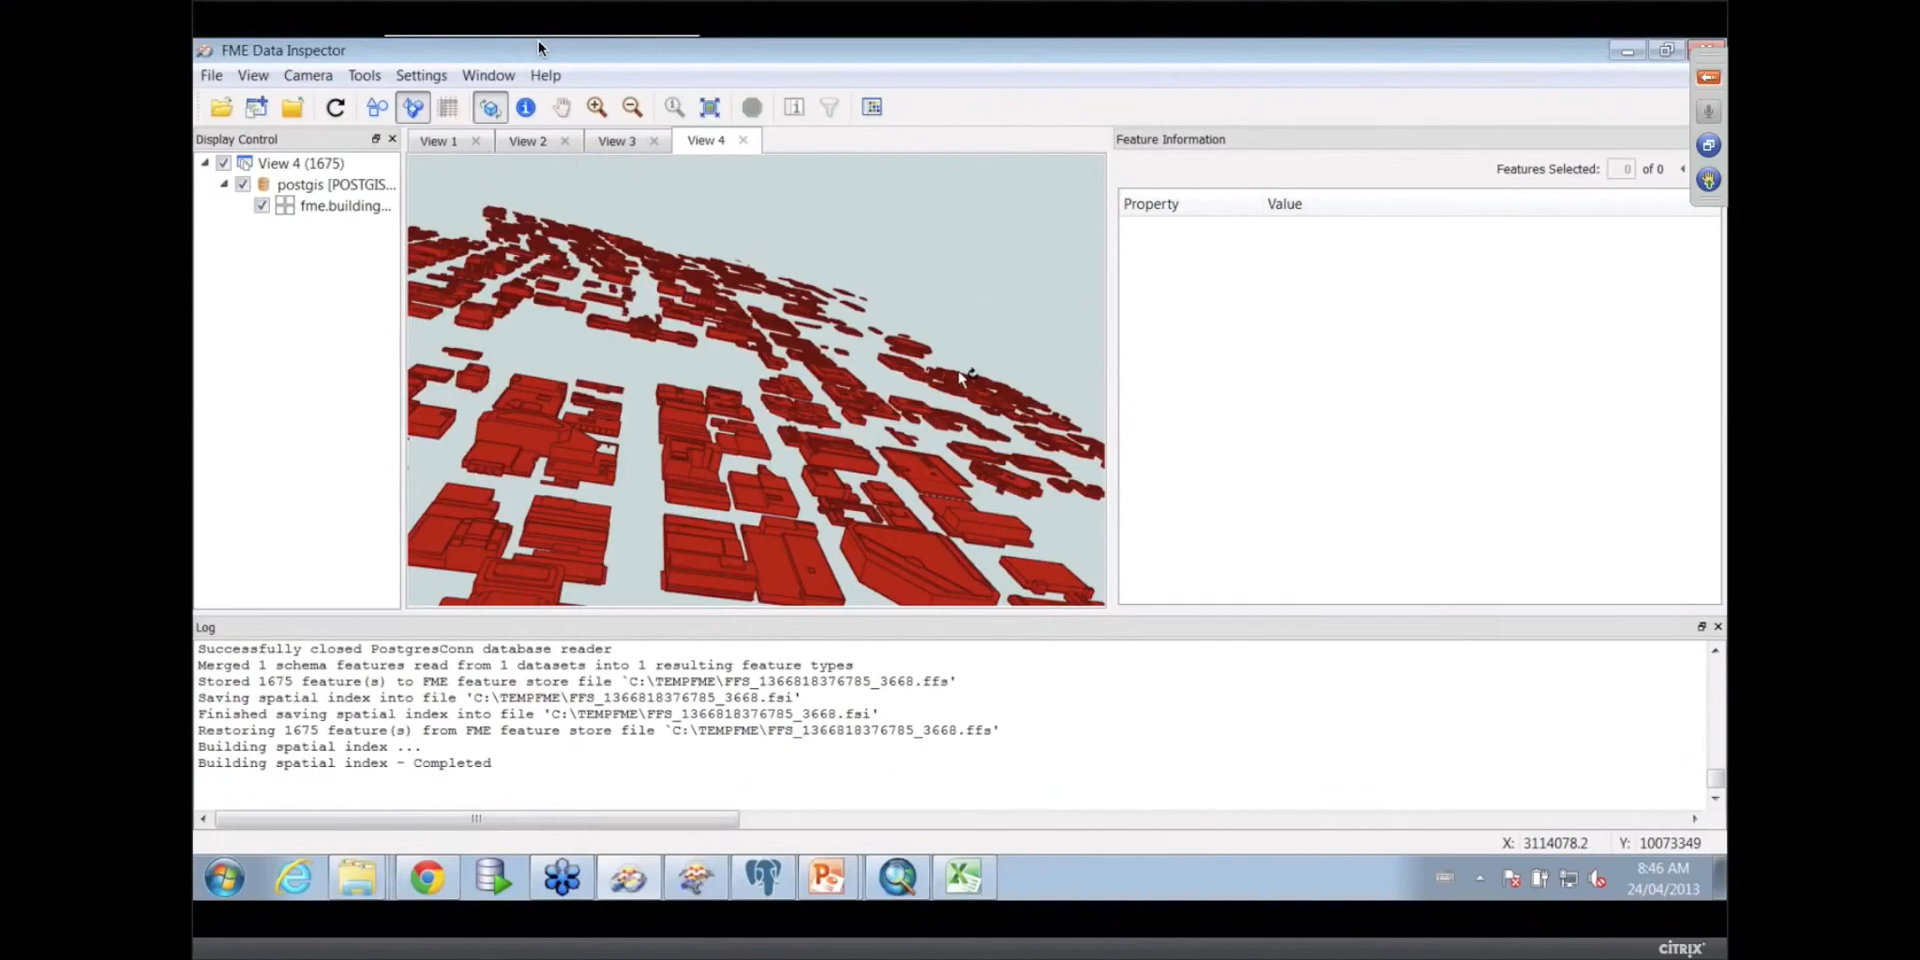 FME Data Inspector
File View Camera Tools Settings Window Help
Display Control
View 1 View 2 View 3 View 4
Feature Information
View 4 (1675)
postgis [POSTGIS...
fme.building...
Features Selected: 0 of 0
Property Value
Log
Successfully closed PostgresConn database reader
Merged 1 schema features read from 1 datasets into 1 resulting feature types
Stored 1675 feature(s) to FME feature store file `C:\TEMPFME\FFS_1366818376785_3668.ffs'
Saving spatial index into file 'C:\TEMPFME\FFS_1366818376785_3668.fsi'
Finished saving spatial index into file 'C:\TEMPFME\FFS_1366818376785_3668.fsi'
Restoring 1675 feature(s) from FME feature store file `C:\TEMPFME\FFS_1366818376785_3668.ffs'
Building spatial index ...
Building spatial index - Completed
X: 3114078.2 Y: 10073349
8:46 AM
24/04/2013
CITRIX